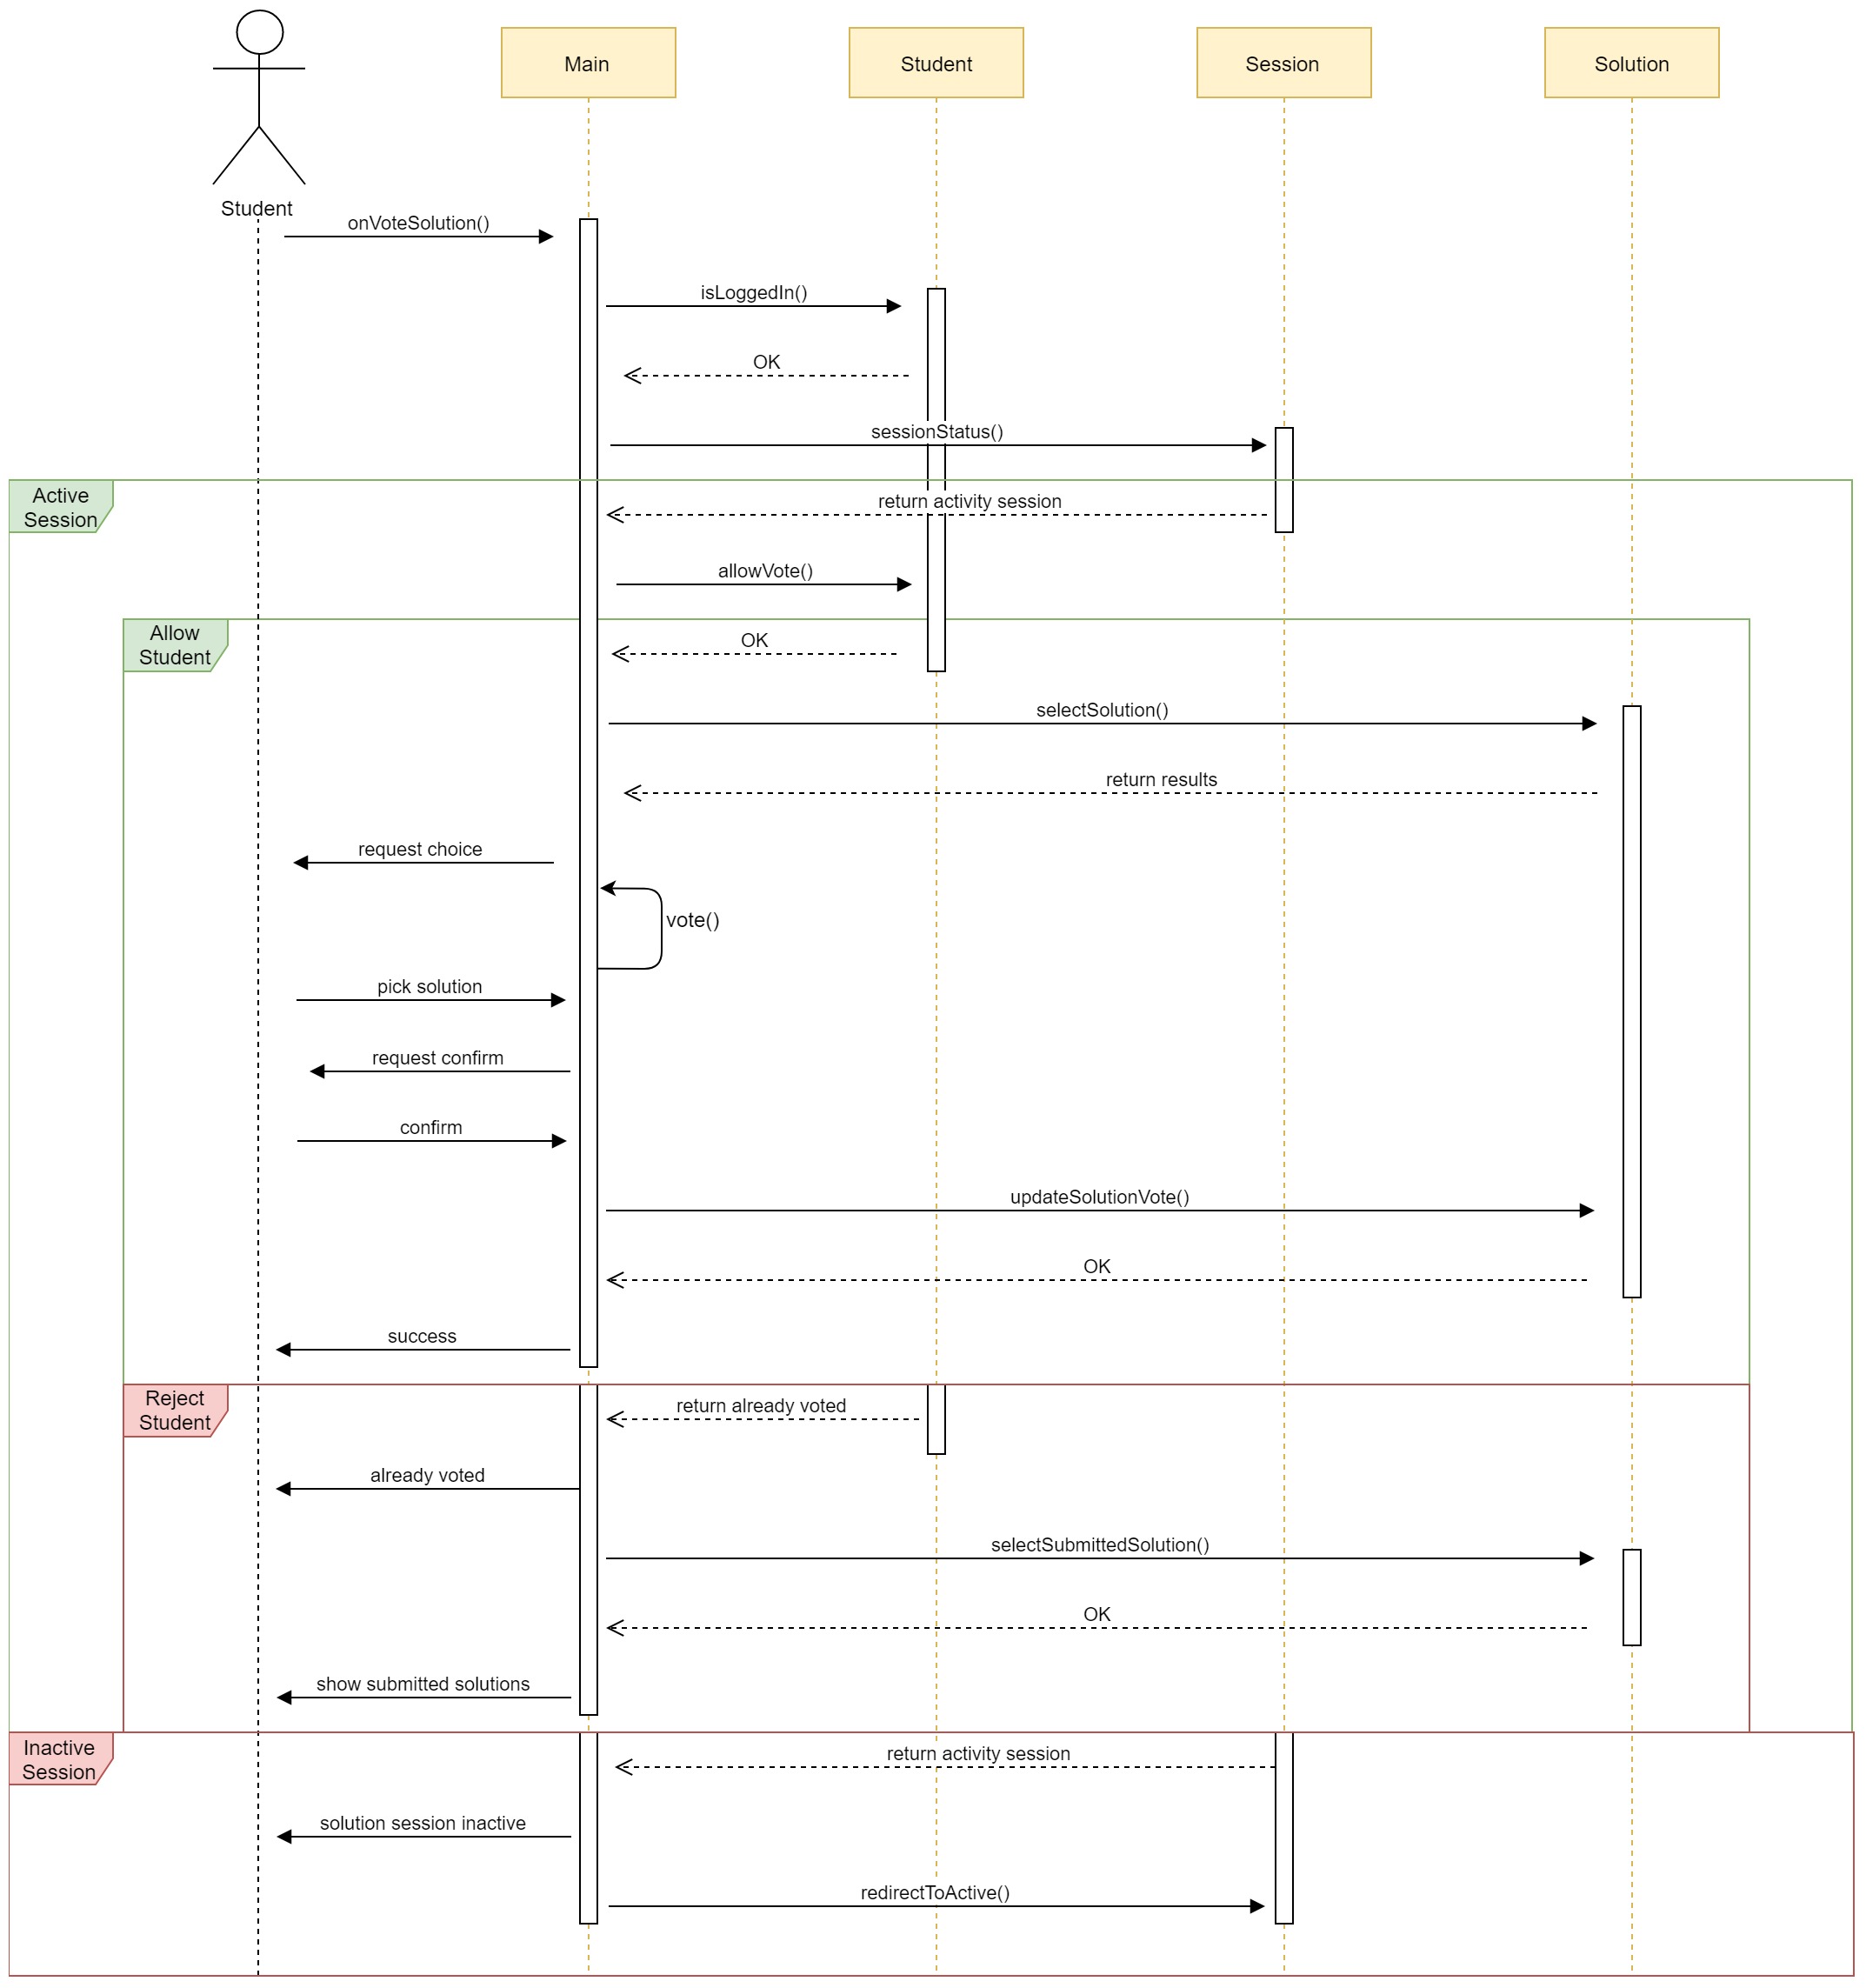 Main
Student
Session
Solution
Student
onVoteSolution()
isLoggedIn()
OK
sessionStatus()
Active
Session
return activity session
allowVote()
Allow
Student
OK
selectSolution()
return results
request choice
vote()
pick solution
request confirm
confirm
updateSolutionVote()
OK
success
Reject
Student
return already voted
already voted
selectSubmittedSolution()
OK
show submitted solutions
Inactive
Session
return activity session
solution session inactive
redirectToActive()